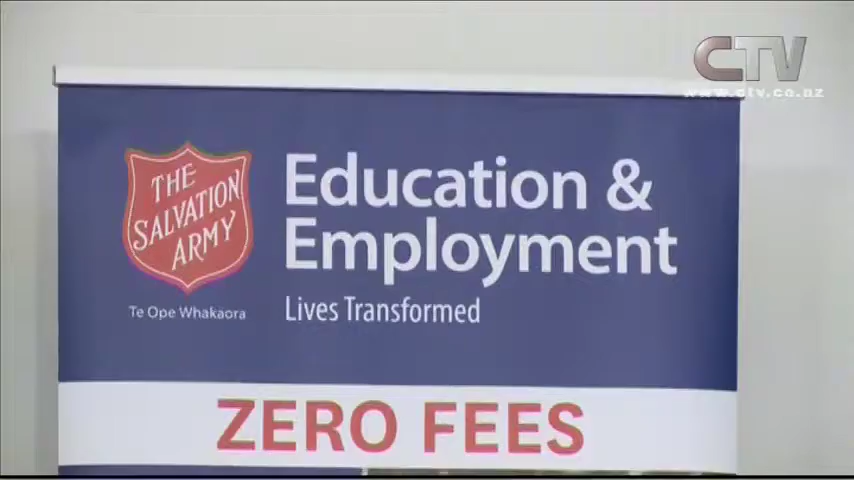 CTV
www.ctv.co.nz
THE
SALVATION
ARMY
Te Ope Whakaora
Education &
Employment
Lives Transformed
ZERO FEES